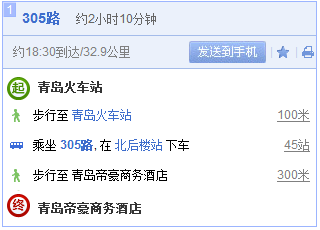 1
305路 约2小时10分钟
约18:30到达/32.9公里 发送到手机
起 青岛火车站
步行至 青岛火车站 100米
乘坐 305路, 在 北后楼站 下车 45站
步行至 青岛帝豪商务酒店 300米
终 青岛帝豪商务酒店